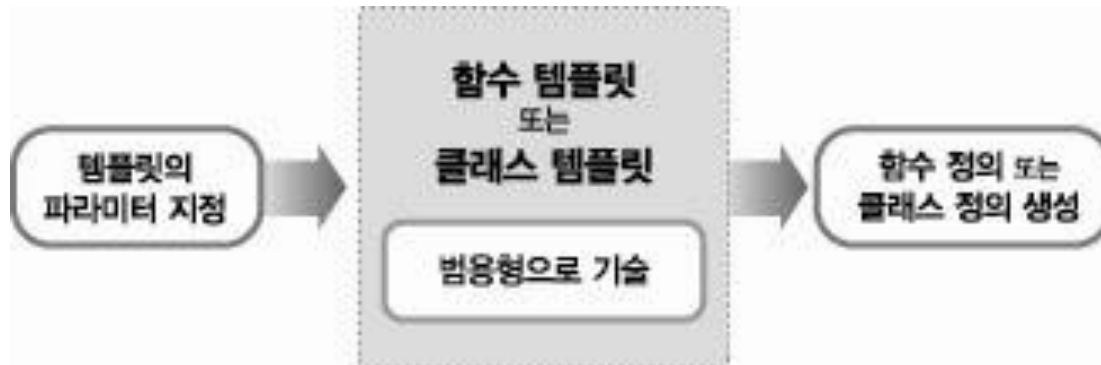 템플릿의
파라미터 지정
함수 템플릿
또는
클래스 템플릿
범용형으로 기술
함수 정의 또는
클래스 정의 생성